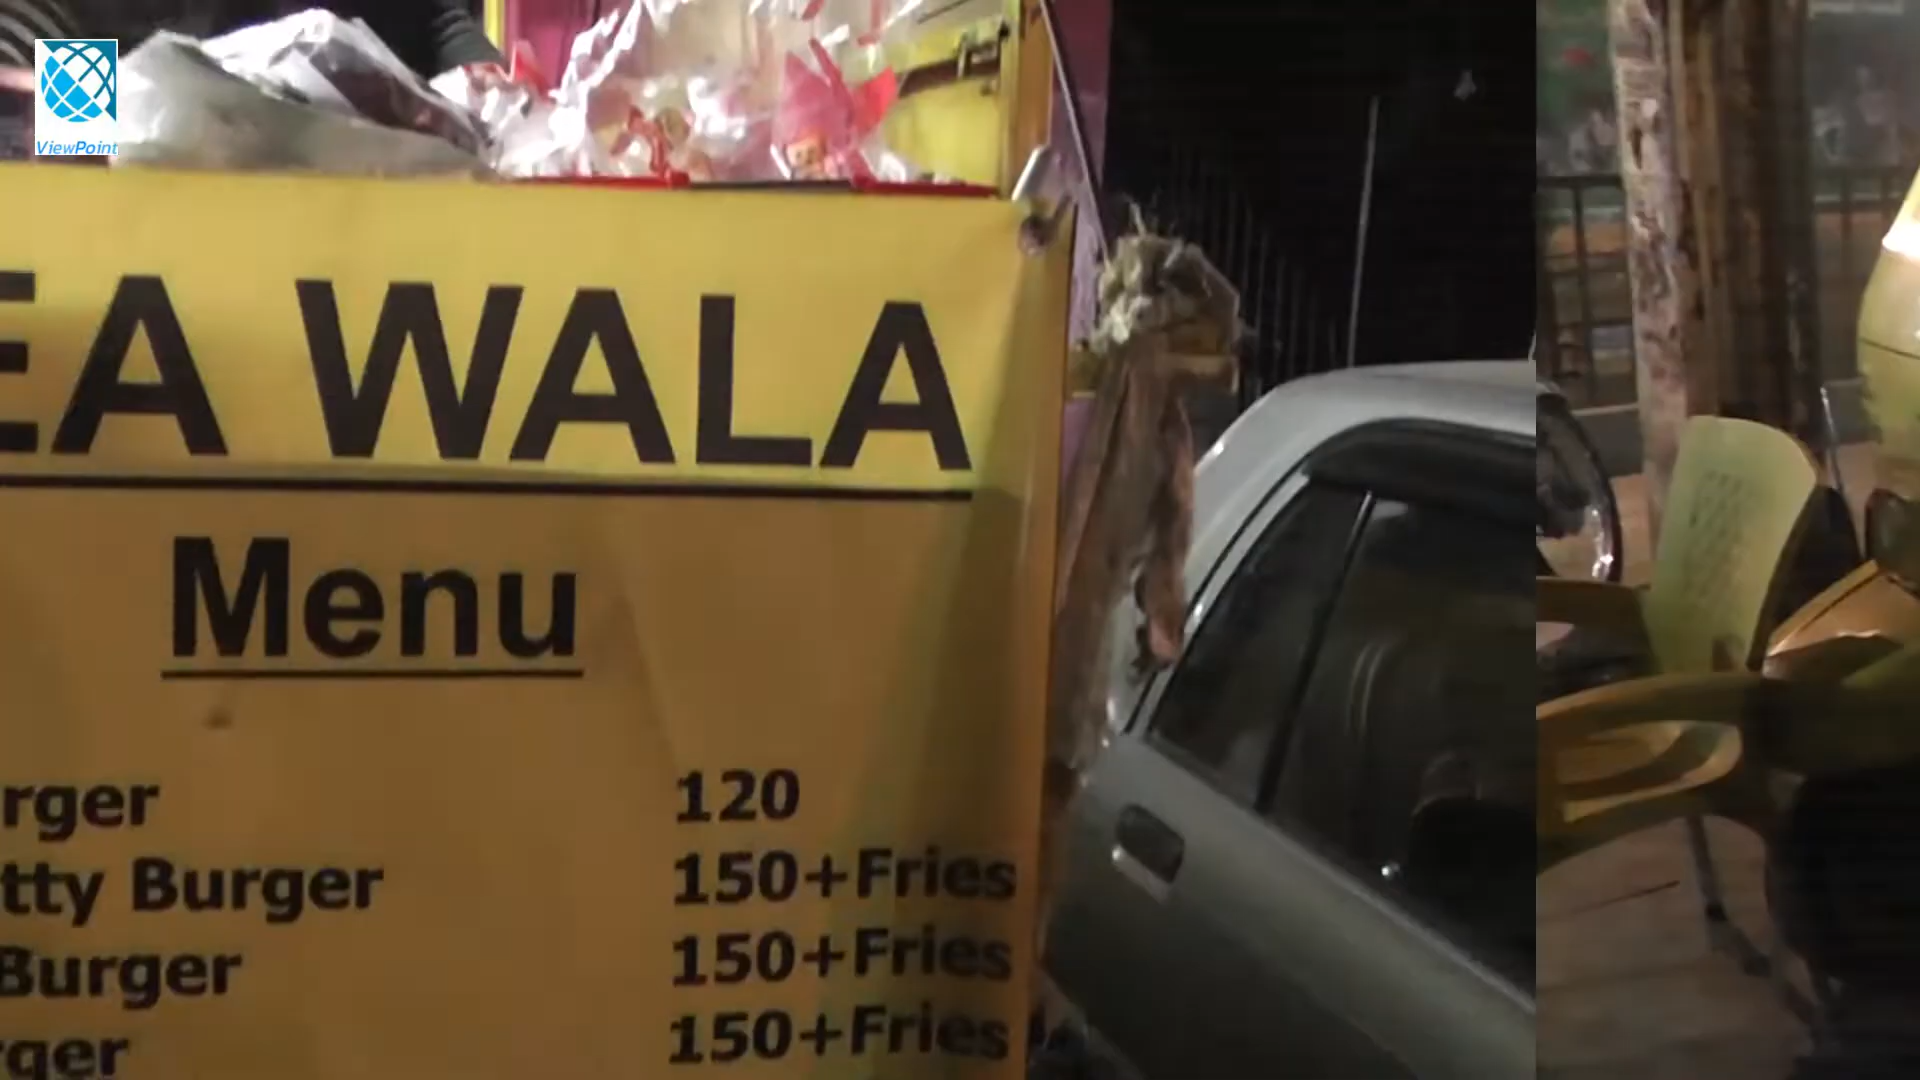 ViewPoint
EA WALA
Menu
rger 120
tty Burger 150+Fries
Burger 150+Fries
rger 150+Fries